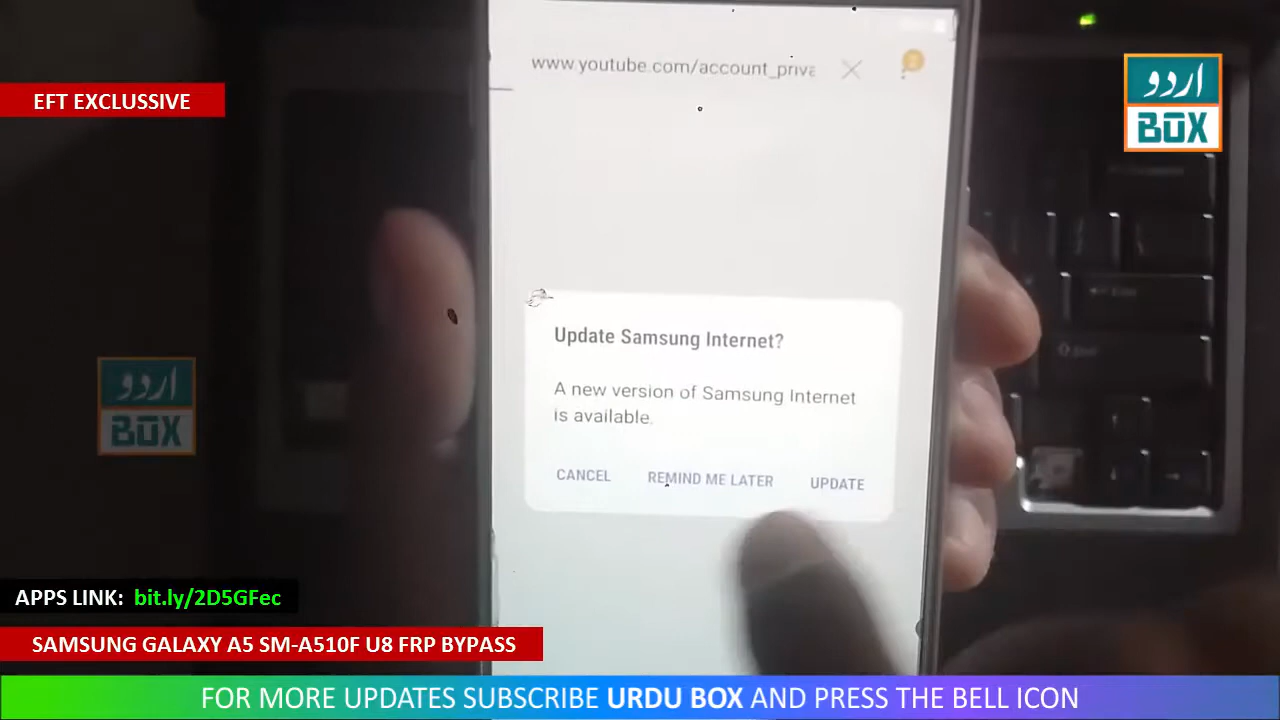 EFT EXCLUSSIVE
www.youtube.com/account_priva
اردو
BOX
Update Samsung Internet?
A new version of Samsung Internet
is available.
CANCEL REMIND ME LATER UPDATE
اردو
BOX
APPS LINK: bit.ly/2D5GFec
SAMSUNG GALAXY A5 SM-A510F U8 FRP BYPASS
FOR MORE UPDATES SUBSCRIBE URDU BOX AND PRESS THE BELL ICON